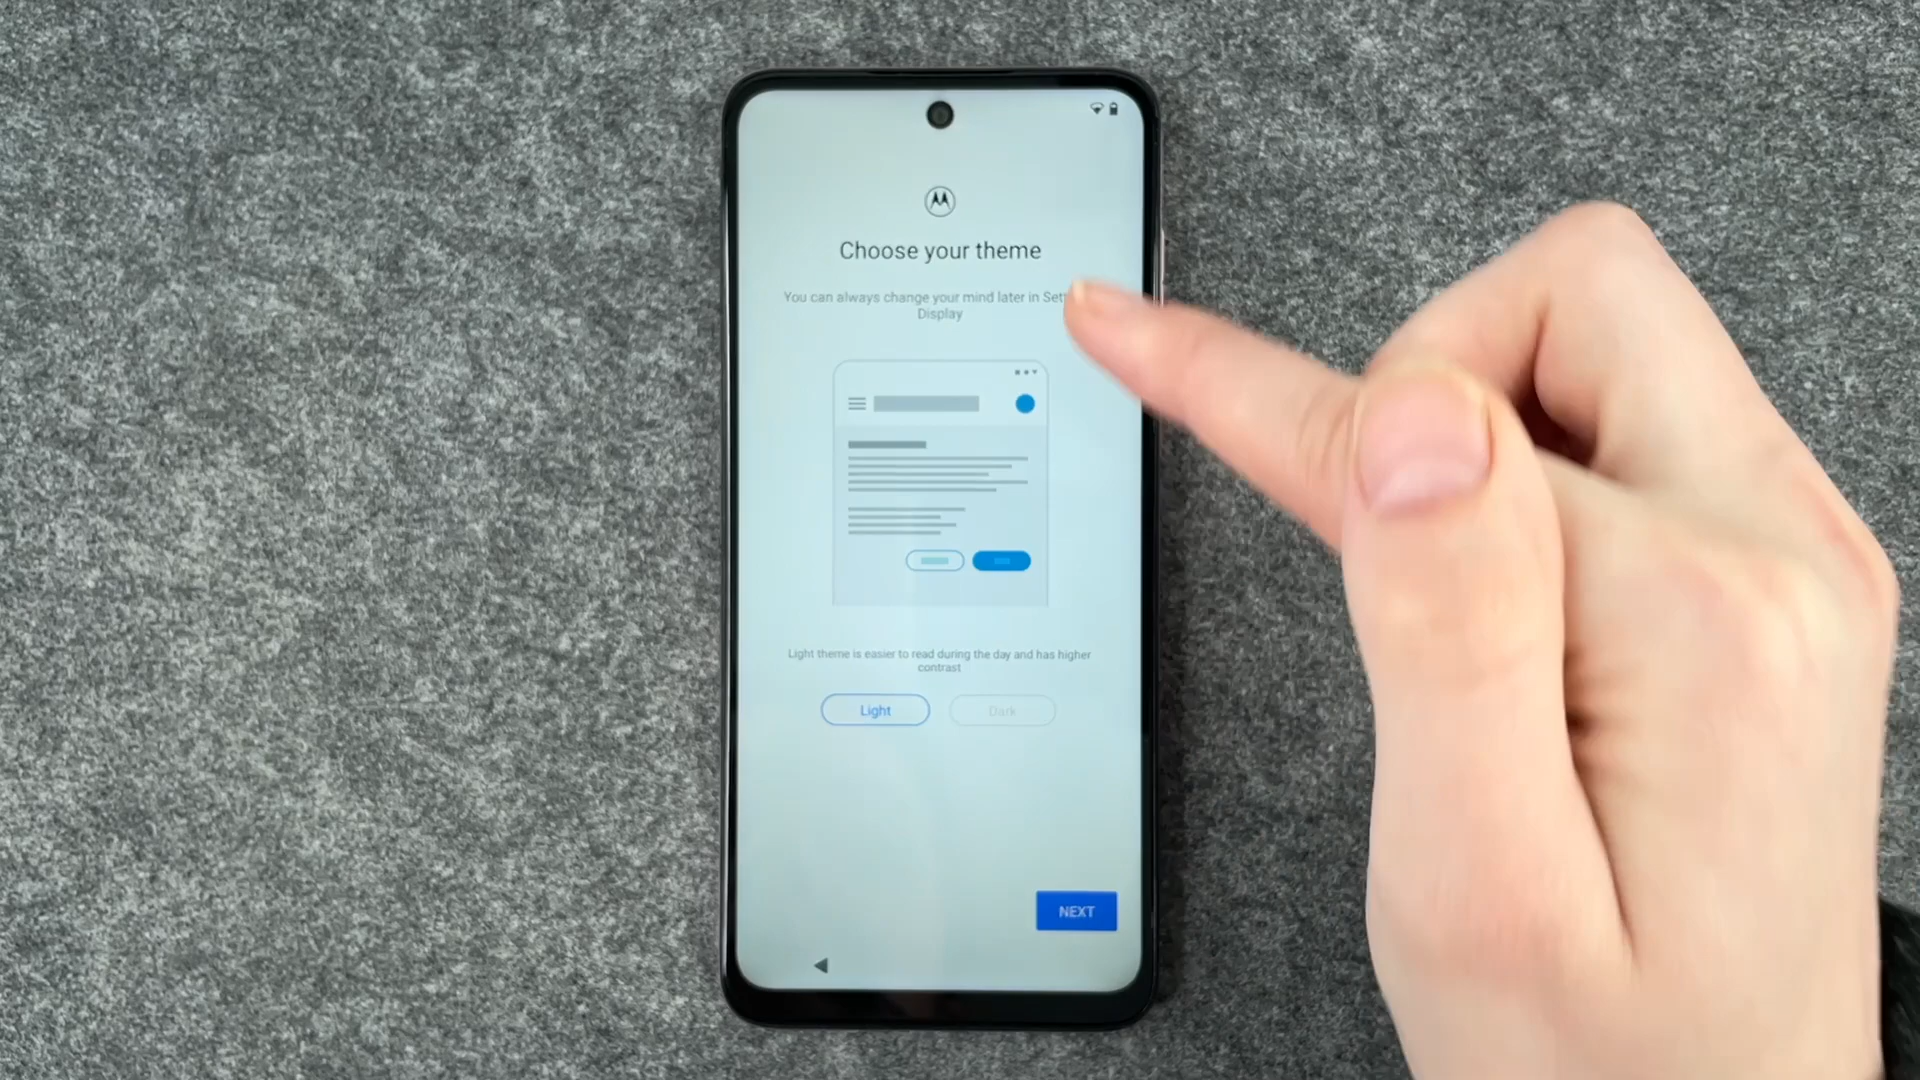 Choose your theme
You can always change your mind later in Set
Display
Light theme is easier to read during the day and has higher
contrast
Light
Dark
NEXT